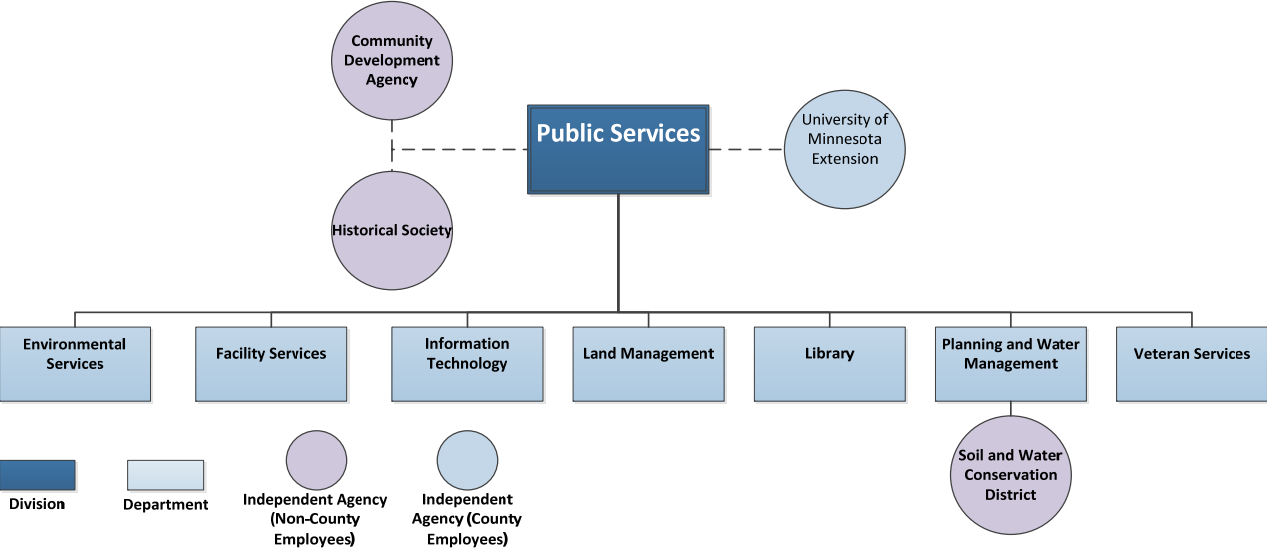 Community
Development
Agency
Public Services
University of
Minnesota
Extension
Historical Society
Environmental
Services
Facility Services
Information
Technology
Land Management
Library
Planning and Water
Management
Veteran Services
Soil and Water
Conservation
District
Division
Department
Independent Agency
(Non-County
Employees)
Independent
Agency (County
Employees)